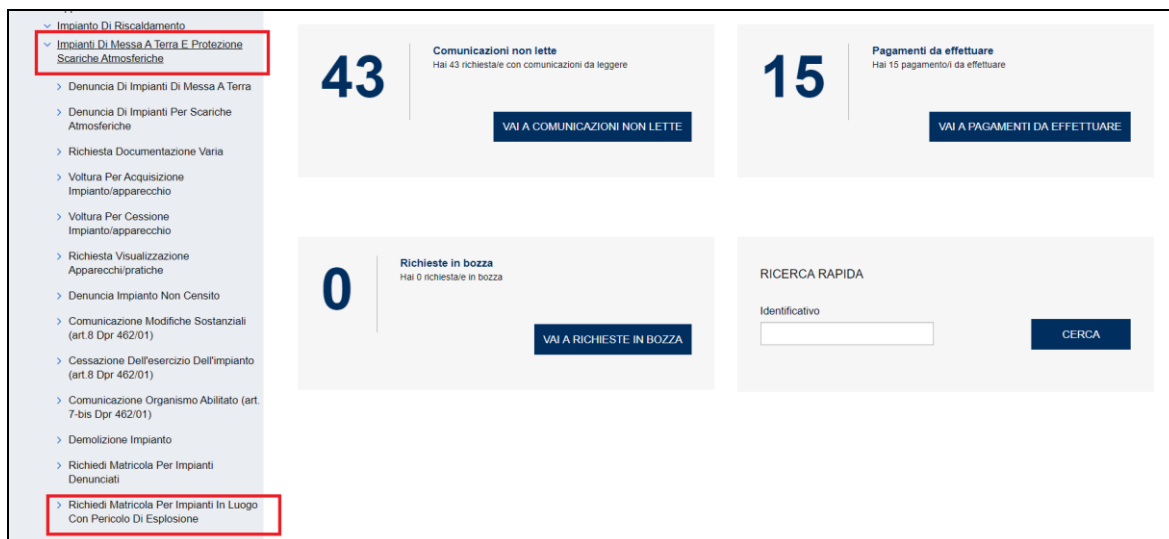 Impianto Di Riscaldamento
Impianti Di Messa A Terra E Protezione
Scariche Atmosferiche
Denuncia Di Impianti Di Messa A Terra
Denuncia Di Impianti Per Scariche
Atmosferiche
Richiesta Documentazione Varia
Voltura Per Acquisizione
Impianto/apparecchio
Voltura Per Cessione
Impianto/apparecchio
Richiesta Visualizzazione
Apparecchi/pratiche
Denuncia Impianto Non Censito
Comunicazione Modifiche Sostanziali
(art.8 Dpr 462/01)
Cessazione Dell'esercizio Dell'impianto
(art.8 Dpr 462/01)
Comunicazione Organismo Abilitato (art.
7-bis Dpr 462/01)
Demolizione Impianto
Richiedi Matricola Per Impianti
Denunciati
Richiedi Matricola Per Impianti In Luogo
Con Pericolo Di Esplosione
43
Comunicazioni non lette
Hai 43 richiesta/e con comunicazioni da leggere
VAI A COMUNICAZIONI NON LETTE
15
Pagamenti da effettuare
Hai 15 pagamento/i da effettuare
VAI A PAGAMENTI DA EFFETTUARE
0
Richieste in bozza
Hai 0 richiesta/e in bozza
VAI A RICHIESTE IN BOZZA
RICERCA RAPIDA
Identificativo
CERCA